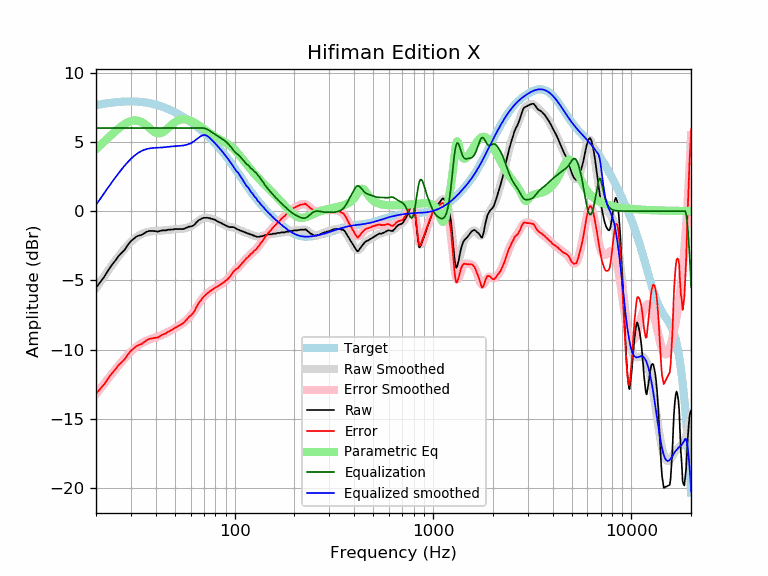 Hifiman Edition X
10
5
0
−5
−10
−15
−20
Amplitude (dBr)
Target
Raw Smoothed
Error Smoothed
Raw
Error
Parametric Eq
Equalization
Equalized smoothed
100
1000
10000
Frequency (Hz)